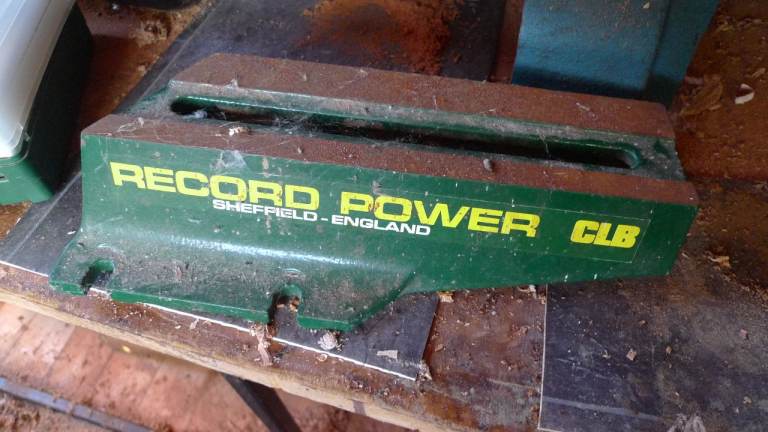 RECORD POWER CLB
SHEFFIELD - ENGLAND